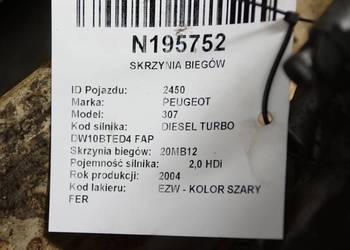 N195752
SKRZYNIA BIEGÓW
ID Pojazdu: 2450
Marka: PEUGEOT
Model: 307
Kod silnika: DIESEL TURBO
DW10BTED4 FAP
Skrzynia biegów: 20MB12
Pojemność silnika: 2,0 HDi
Rok produkcji: 2004
Kod lakieru: EZW - KOLOR SZARY
FER